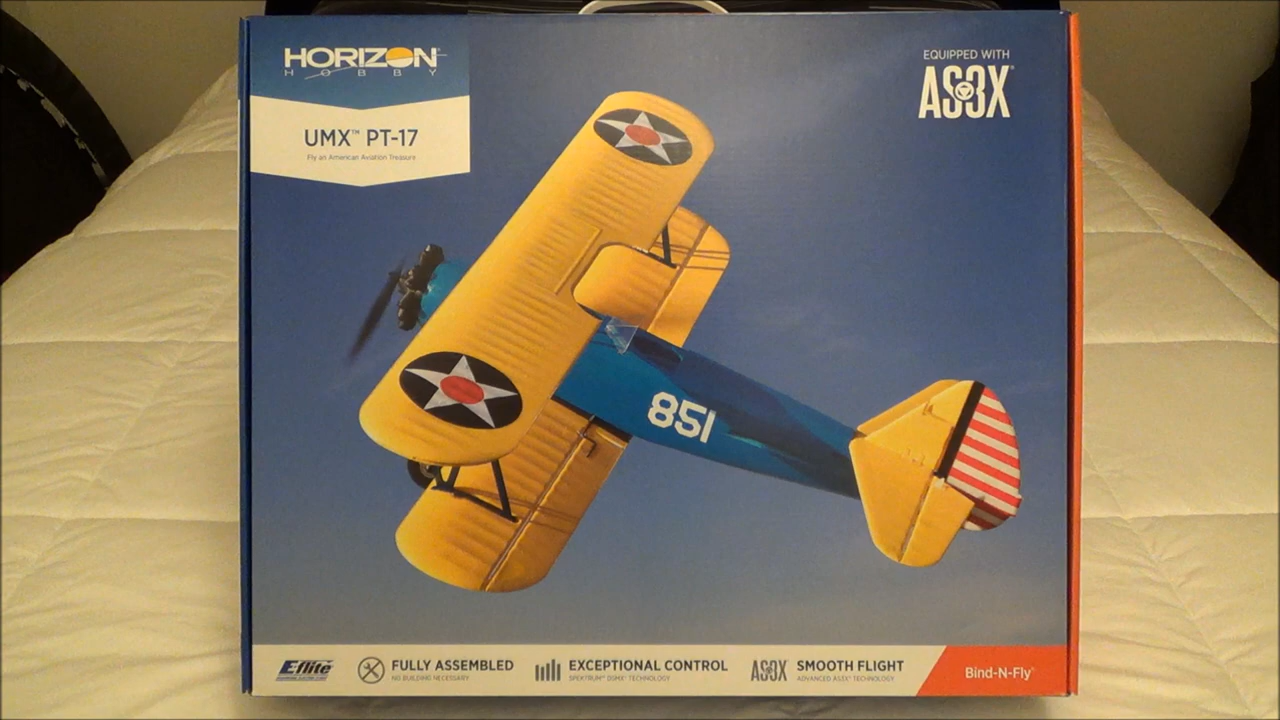 HORIZON
HOBBY
UMX™ PT-17
Fly an American Aviation Treasure
EQUIPPED WITH
AS3X®
851
E-flite
FULLY ASSEMBLED
NO BUILDING NECESSARY
EXCEPTIONAL CONTROL
SPEKTRUM™ DSMX® TECHNOLOGY
AS3X
SMOOTH FLIGHT
ADVANCED AS3X® TECHNOLOGY
Bind-N-Fly®